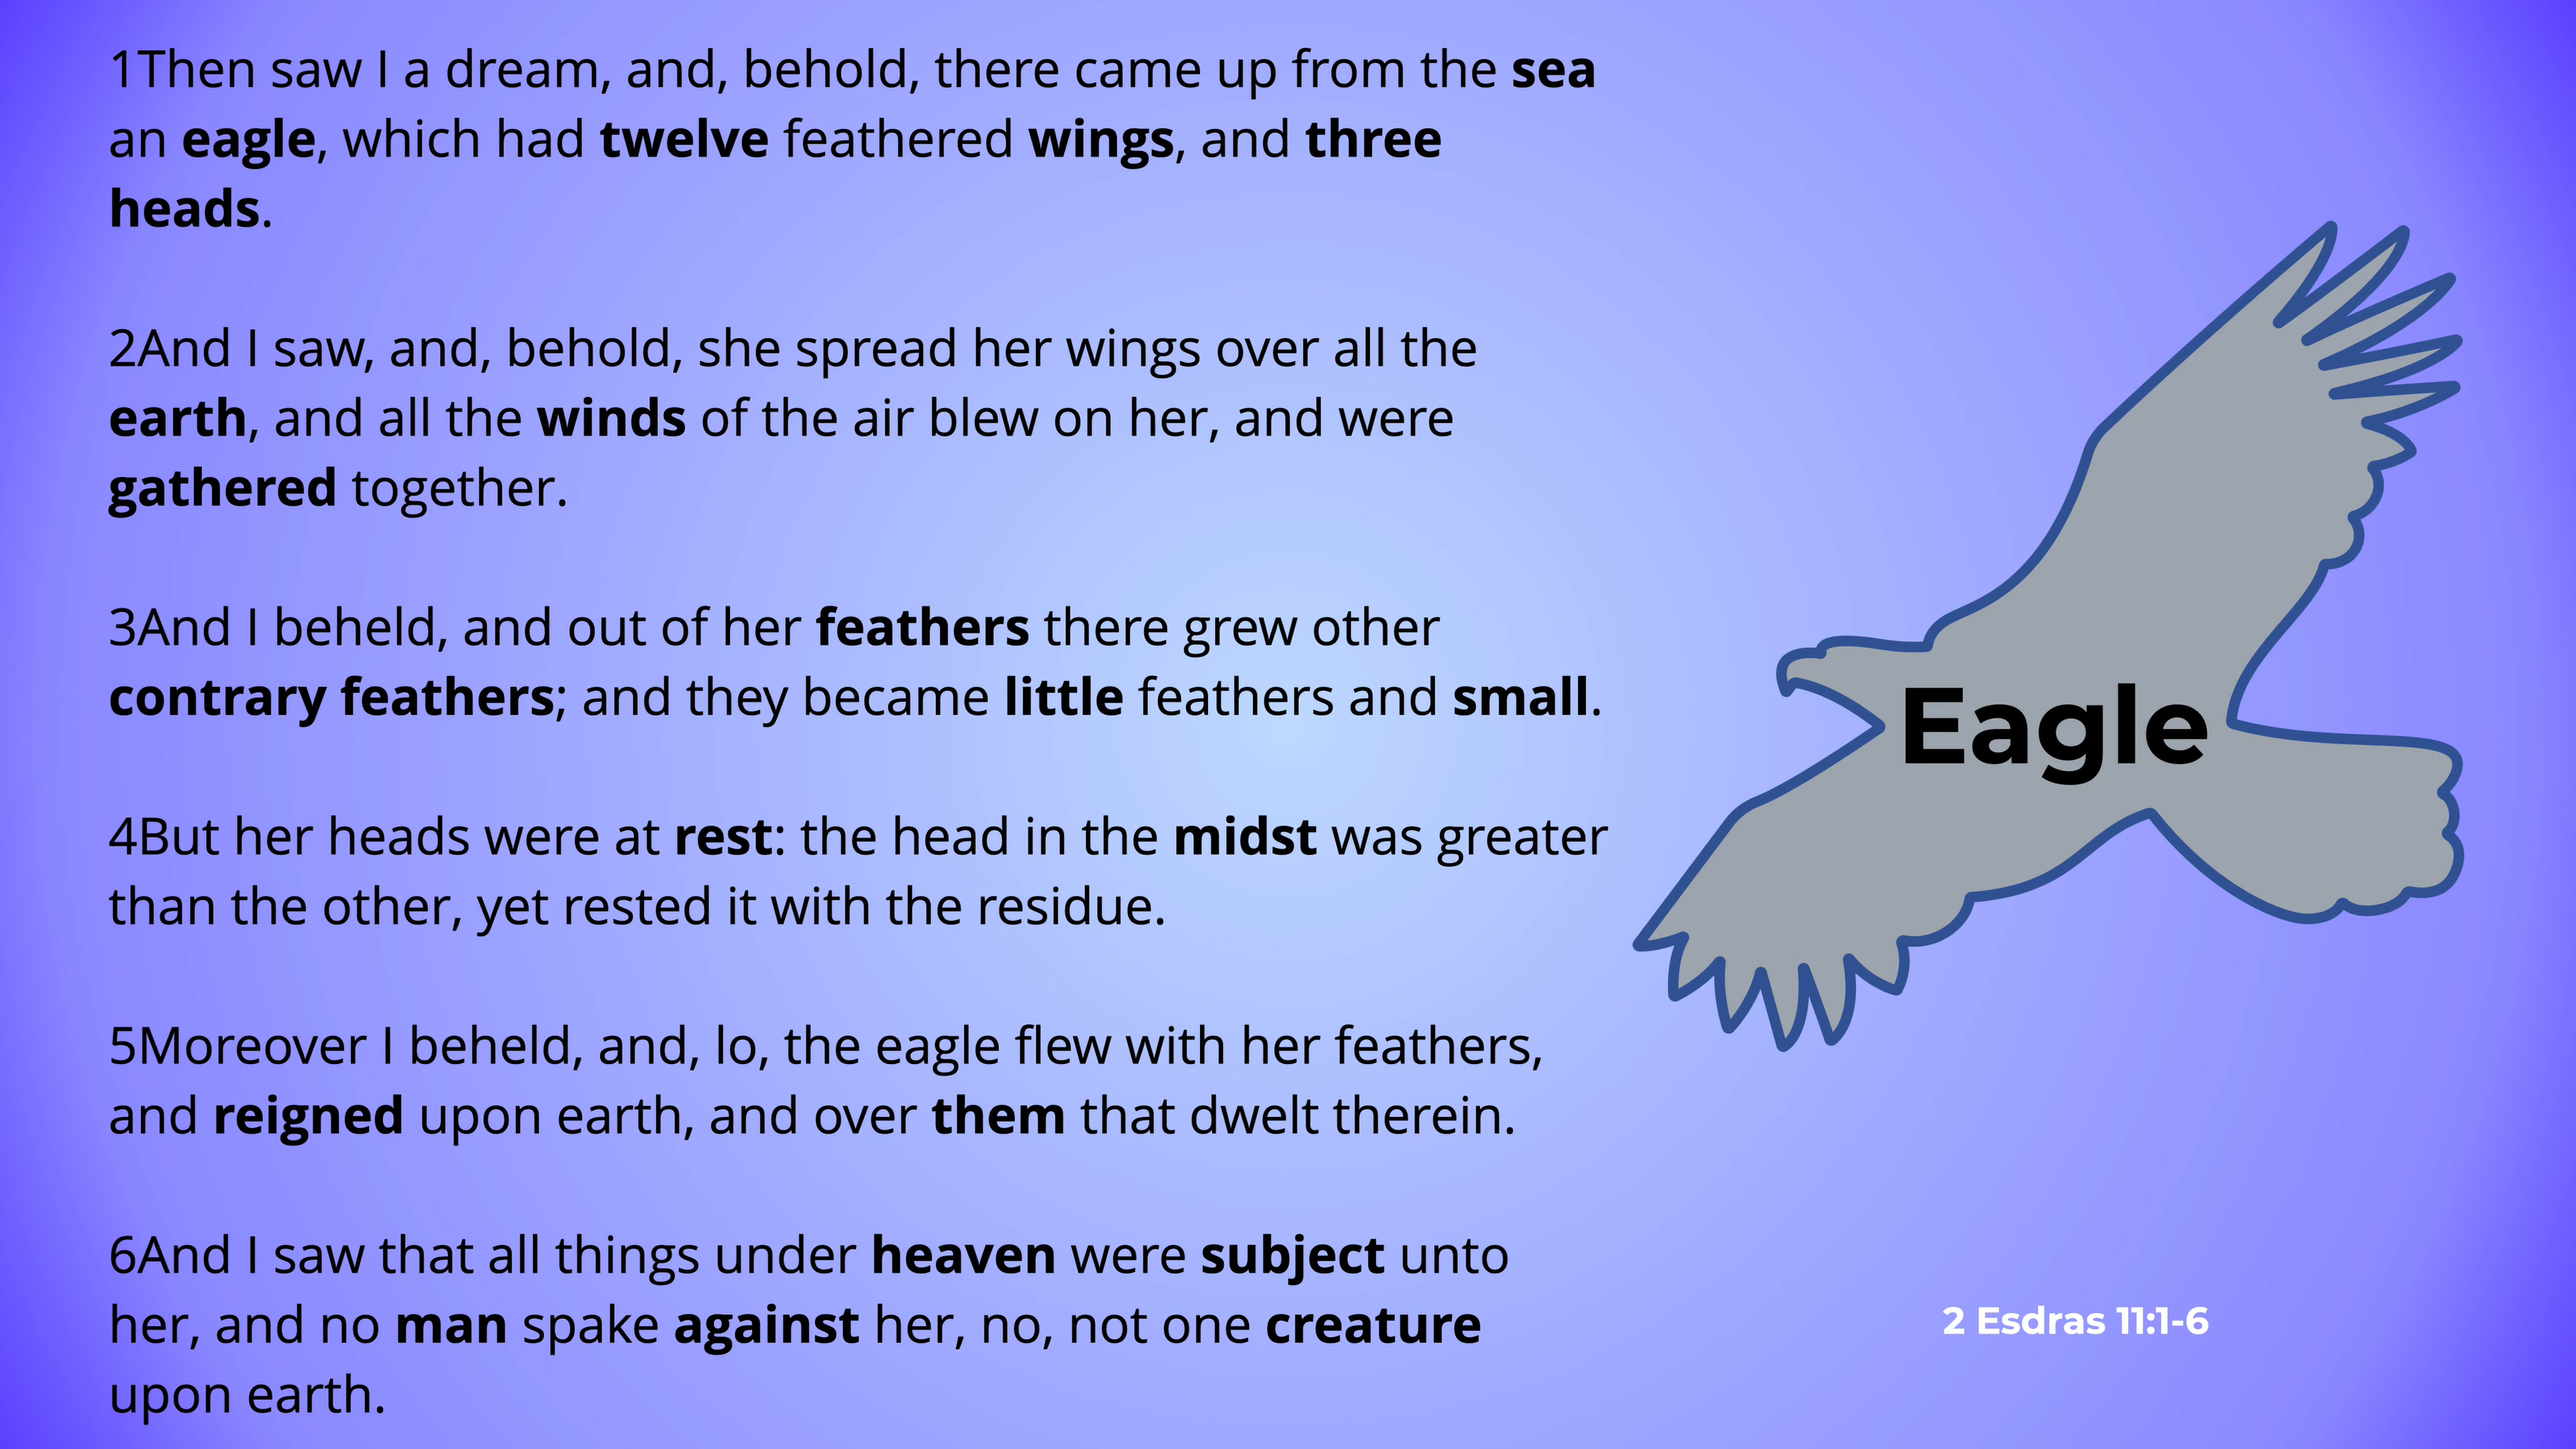 1Then saw I a dream, and, behold, there came up from the sea
an eagle, which had twelve feathered wings, and three
heads.
2And I saw, and, behold, she spread her wings over all the
earth, and all the winds of the air blew on her, and were
gathered together.
3And I beheld, and out of her feathers there grew other
contrary feathers; and they became little feathers and small.
4But her heads were at rest: the head in the midst was greater
than the other, yet rested it with the residue.
5Moreover I beheld, and, lo, the eagle flew with her feathers,
and reigned upon earth, and over them that dwelt therein.
6And I saw that all things under heaven were subject unto
her, and no man spake against her, no, not one creature
upon earth.
Eagle
2 Esdras 11:1-6